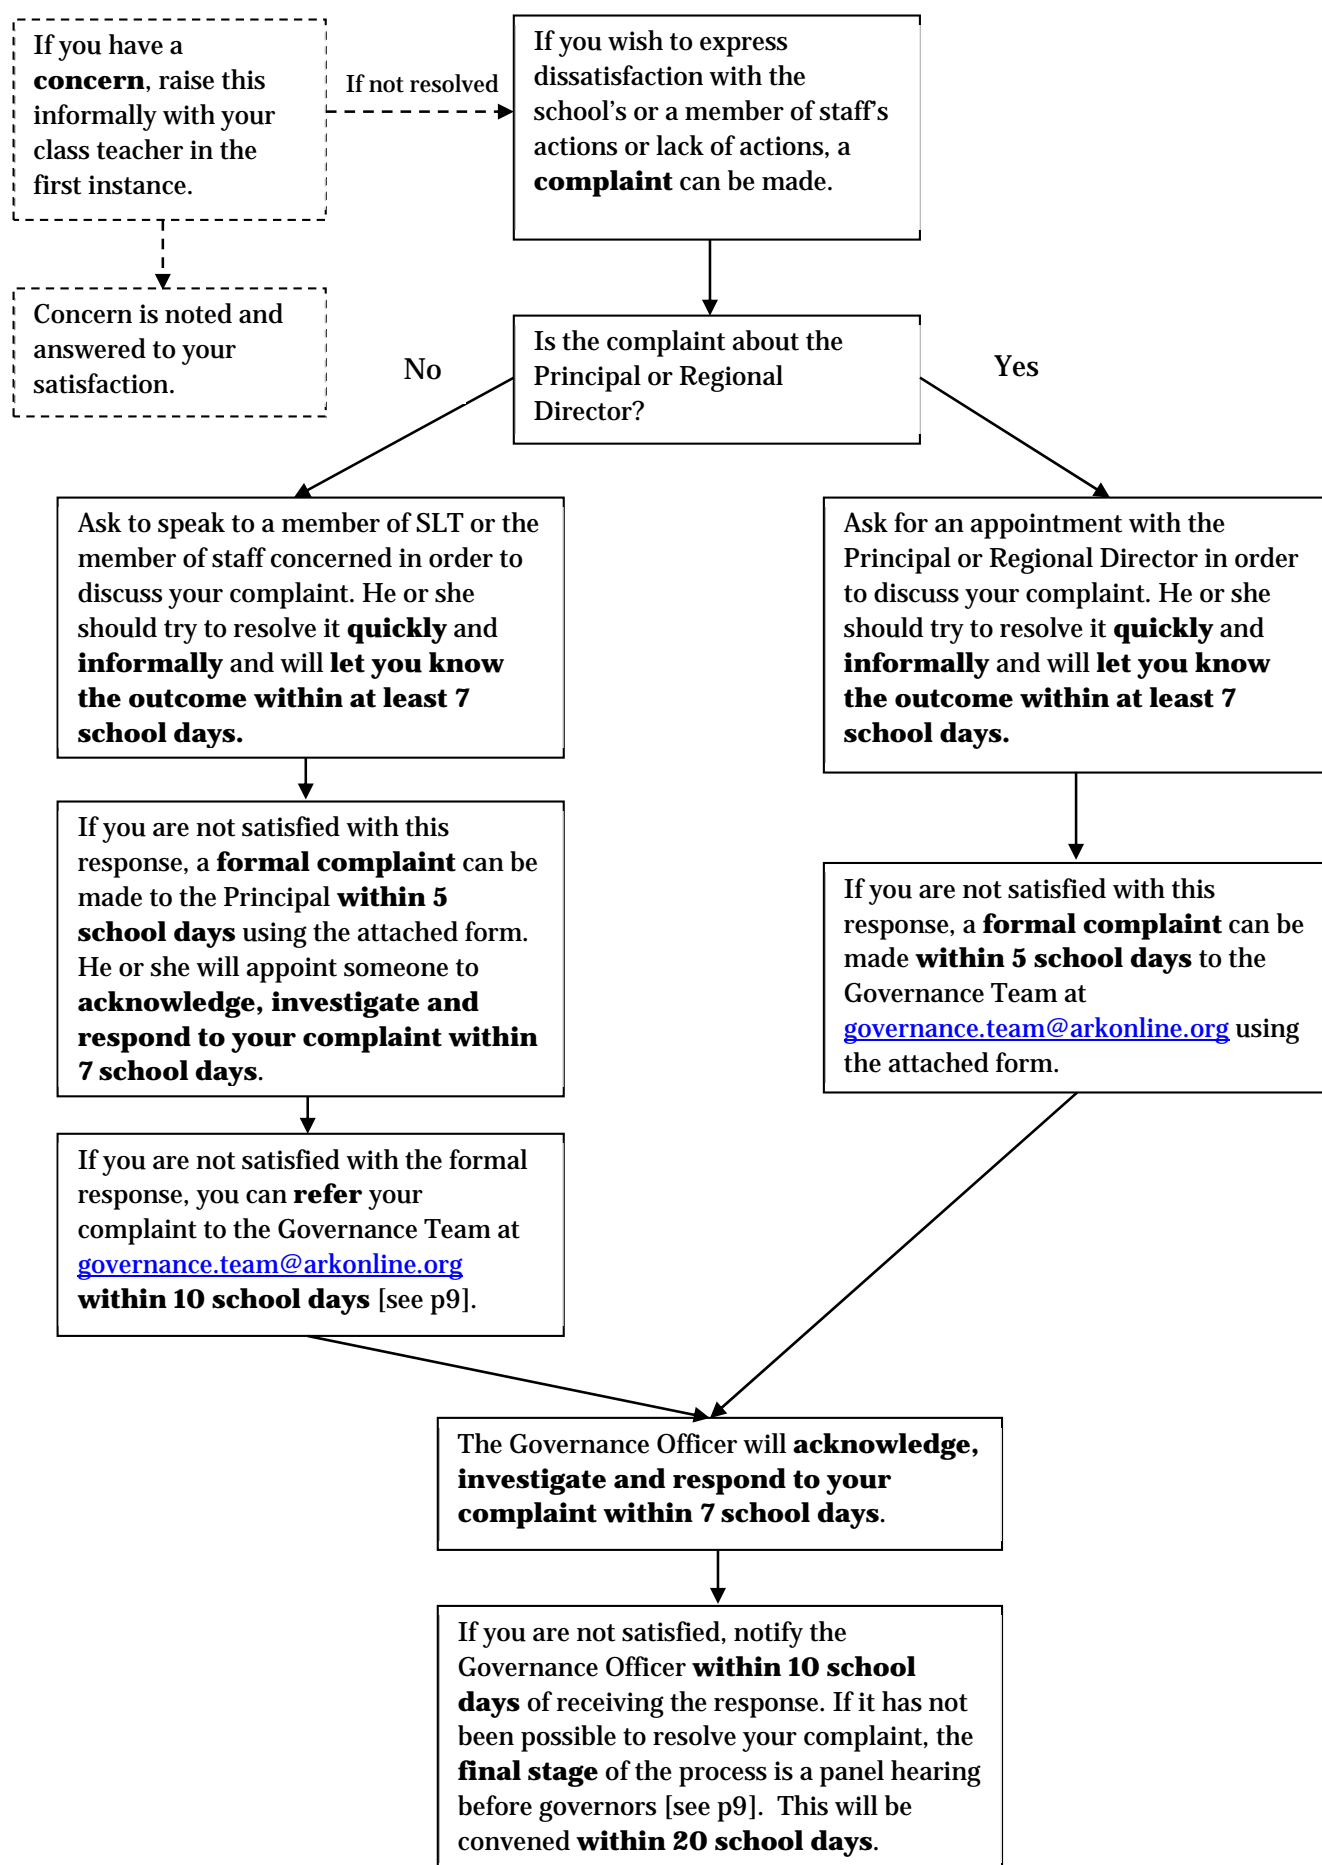 If you have a
concern, raise this
informally with your
class teacher in the
first instance.
If not resolved
If you wish to express
dissatisfaction with the
school's or a member of staff's
actions or lack of actions, a
complaint can be made.
Concern is noted and
answered to your
satisfaction.
No
Is the complaint about the
Principal or Regional
Director?
Yes
Ask to speak to a member of SLT or the
member of staff concerned in order to
discuss your complaint. He or she
should try to resolve it quickly and
informally and will let you know
the outcome within at least 7
school days.
Ask for an appointment with the
Principal or Regional Director in order
to discuss your complaint. He or she
should try to resolve it quickly and
informally and will let you know
the outcome within at least 7
school days.
If you are not satisfied with this
response, a formal complaint can be
made to the Principal within 5
school days using the attached form.
He or she will appoint someone to
acknowledge, investigate and
respond to your complaint within
7 school days.
If you are not satisfied with this
response, a formal complaint can be
made within 5 school days to the
Governance Team at
governance.team@arkonline.org using
the attached form.
If you are not satisfied with the formal
response, you can refer your
complaint to the Governance Team at
governance.team@arkonline.org
within 10 school days [see p9].
The Governance Officer will acknowledge,
investigate and respond to your
complaint within 7 school days.
If you are not satisfied, notify the
Governance Officer within 10 school
days of receiving the response. If it has not
been possible to resolve your complaint, the
final stage of the process is a panel hearing
before governors [see p9].  This will be
convened within 20 school days.